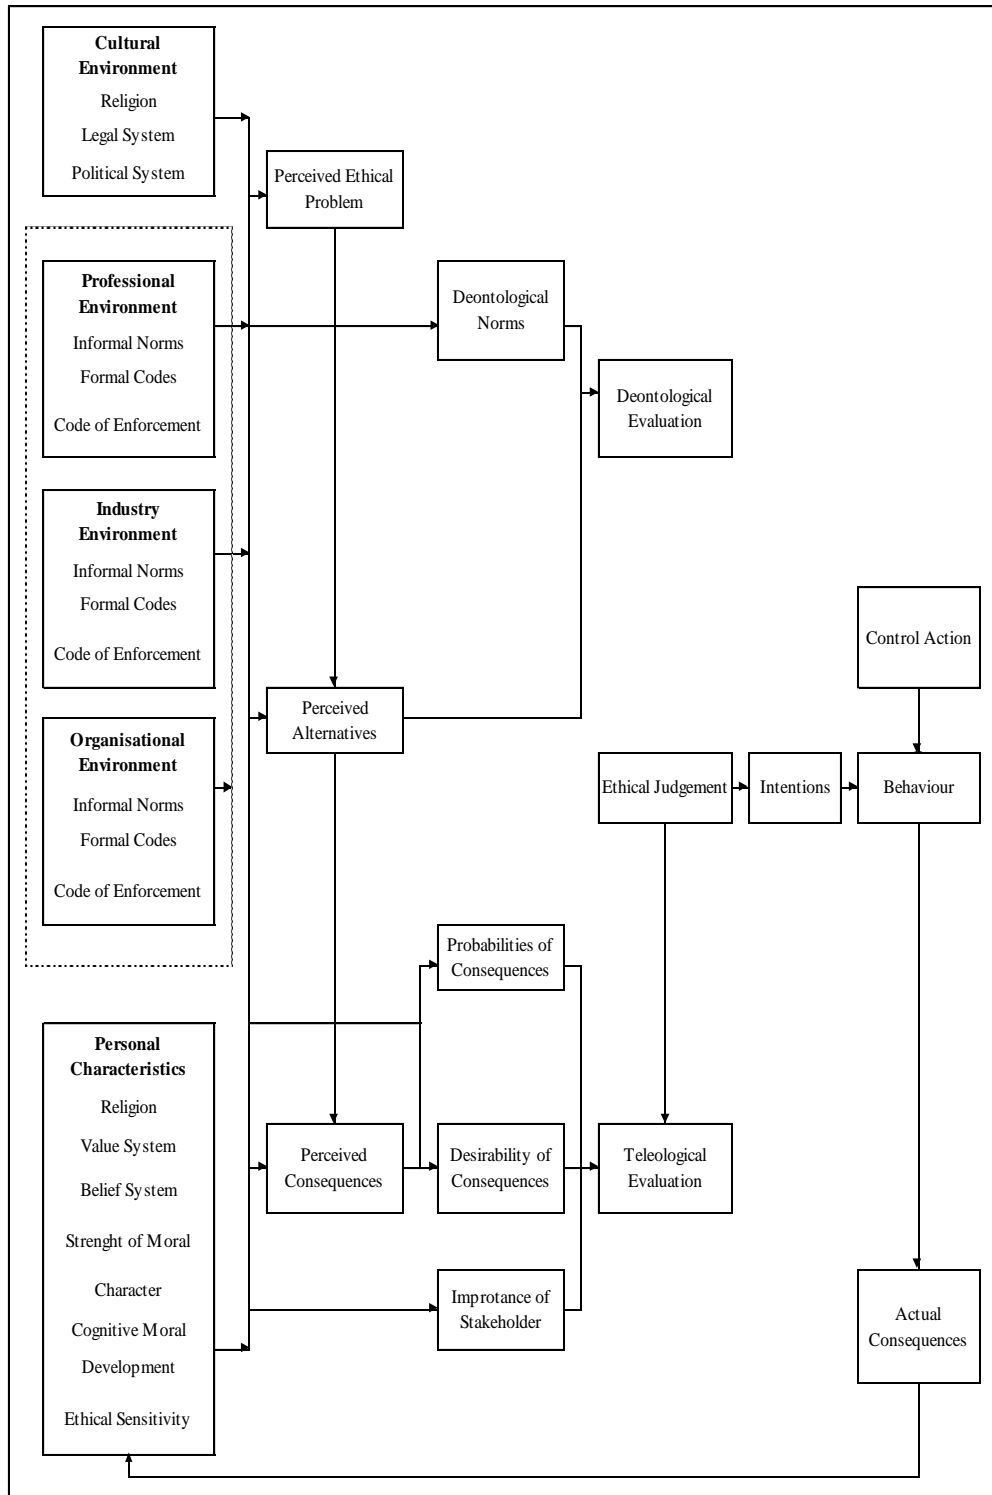 Cultural
Environment
Religion
Legal System
Political System
Perceived Ethical
Problem
Professional
Environment
Informal Norms
Formal Codes
Code of Enforcement
Deontological
Norms
Deontological
Evaluation
Industry
Environment
Informal Norms
Formal Codes
Code of Enforcement
Control Action
Perceived
Alternatives
Organisational
Environment
Informal Norms
Formal Codes
Code of Enforcement
Ethical Judgement
Intentions
Behaviour
Probabilities of
Consequences
Personal
Characteristics
Religion
Value System
Belief System
Strenght of Moral
Character
Cognitive Moral
Development
Ethical Sensitivity
Perceived
Consequences
Desirability of
Consequences
Teleological
Evaluation
Improtance of
Stakeholder
Actual
Consequences